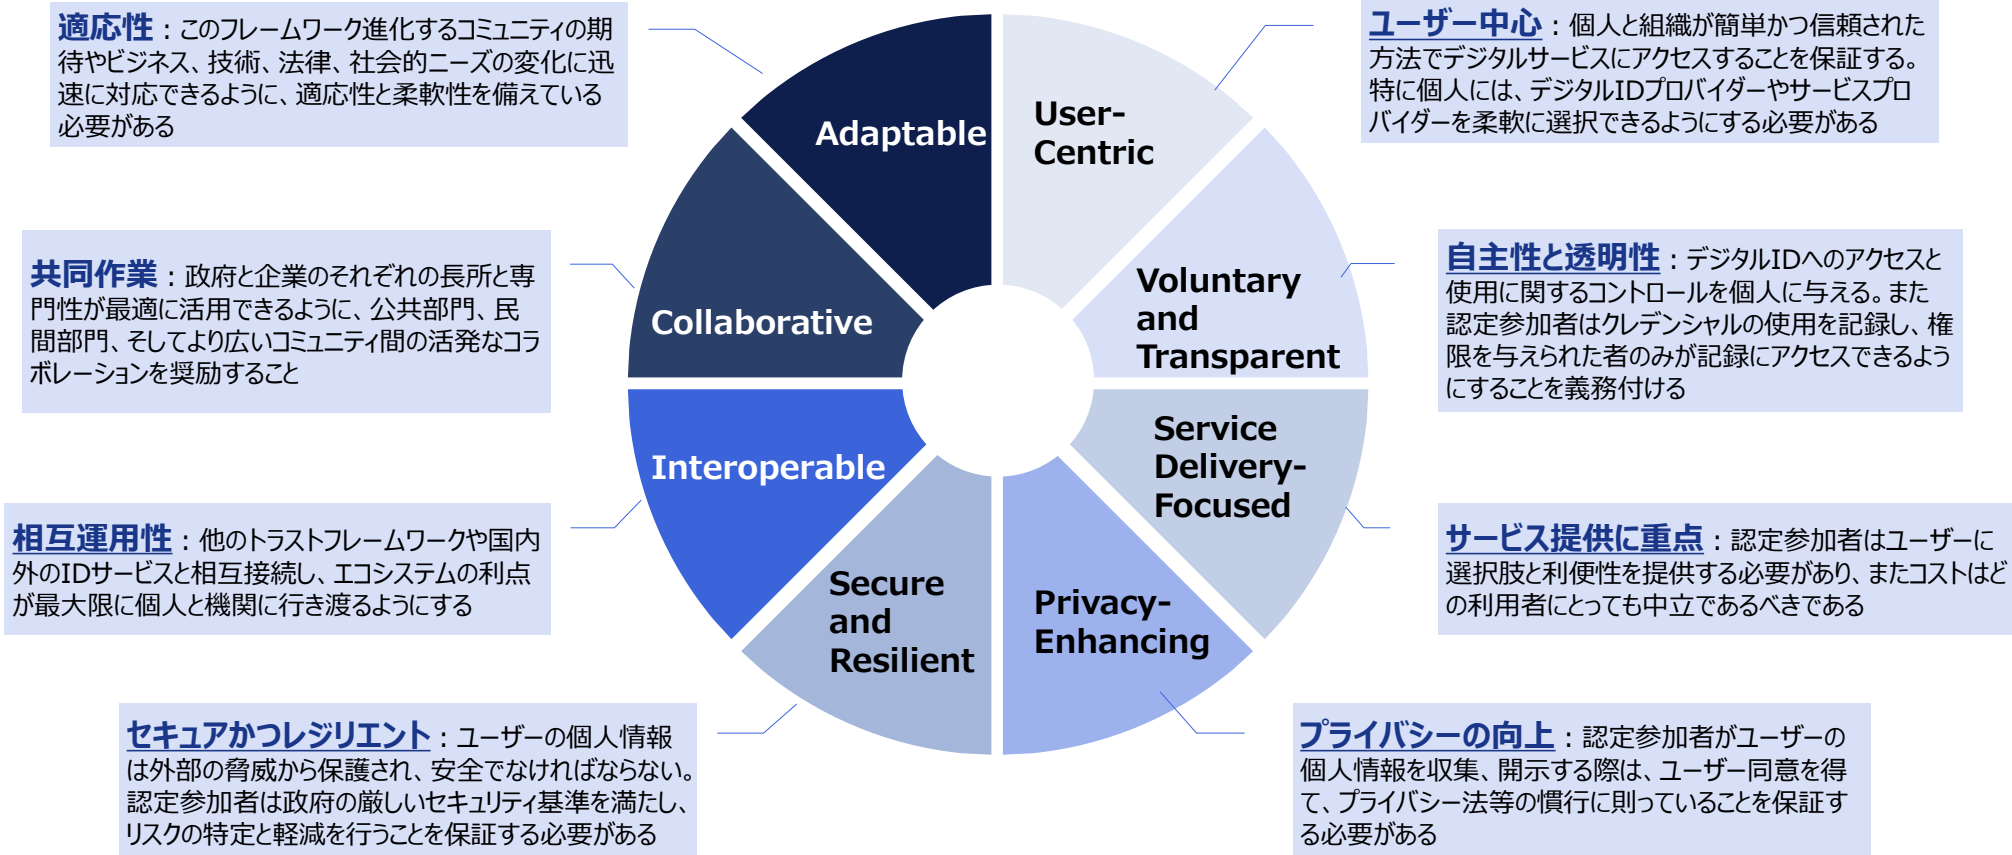 適応性：このフレームワーク進化するコミュニティの期
待やビジネス、技術、法律、社会的ニーズの変化に迅
速に対応できるように、適応性と柔軟性を備えている
必要がある
ユーザー中心：個人と組織が簡単かつ信頼された
方法でデジタルサービスにアクセスすることを保証する。
特に個人には、デジタルIDプロバイダーやサービスプロ
バイダーを柔軟に選択できるようにする必要がある
Adaptable
User-
Centric
共同作業：政府と企業のそれぞれの長所と専
門性が最適に活用できるように、公共部門、民
間部門、そしてより広いコミュニティ間の活発なコラ
ボレーションを奨励すること
Collaborative
Voluntary
and
Transparent
自主性と透明性：デジタルIDへのアクセスと
使用に関するコントロールを個人に与える。また
認定参加者はクレデンシャルの使用を記録し、権
限を与えられた者のみが記録にアクセスできるよう
にすることを義務付ける
Interoperable
Service
Delivery-
Focused
相互運用性：他のトラストフレームワークや国内
外のIDサービスと相互接続し、エコシステムの利点
が最大限に個人と機関に行き渡るようにする
サービス提供に重点：認定参加者はユーザーに
選択肢と利便性を提供する必要があり、またコストはど
の利用者にとっても中立であるべきである
Secure
and
Resilient
Privacy-
Enhancing
セキュアかつレジリエント：ユーザーの個人情報
は外部の脅威から保護され、安全でなければならない。
認定参加者は政府の厳しいセキュリティ基準を満たし、
リスクの特定と軽減を行うことを保証する必要がある
プライバシーの向上：認定参加者がユーザーの
個人情報を収集、開示する際は、ユーザー同意を得
て、プライバシー法等の慣行に則っていることを保証す
る必要がある